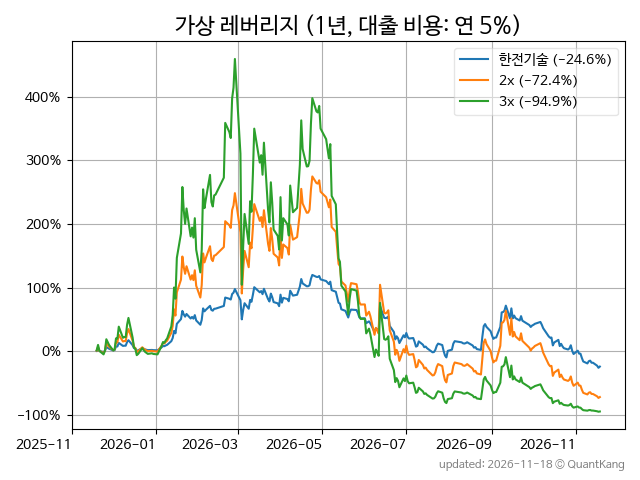 가상 레버리지 (1년, 대출 비용: 연 5%)
한전기술 (-24.6%)
2x (-72.4%)
3x (-94.9%)
400%
300%
200%
100%
0%
-100%
2025-11
2026-01
2026-03
2026-05
2026-07
2026-09
2026-11
updated: 2026-11-18 © QuantKang